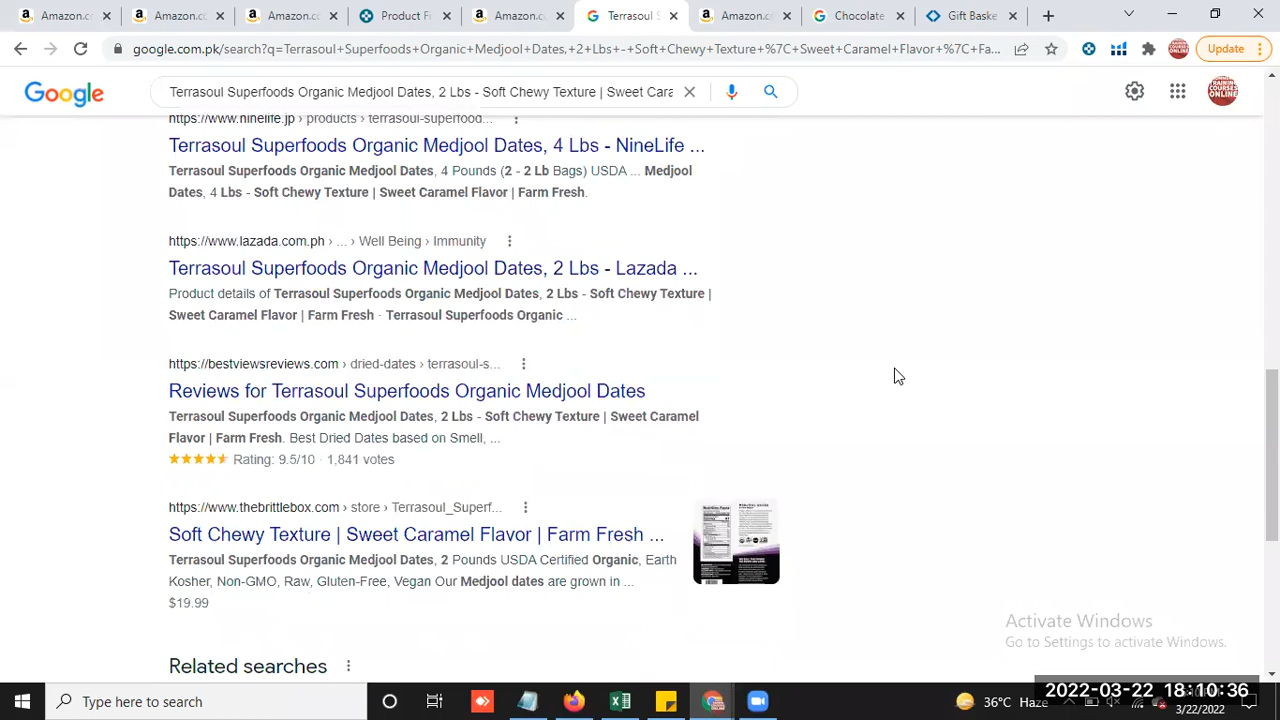 Amazon.co
Amazon.co
Amazon.co
Product Fi
Amazon.c
Terrasoul S
Amazon.co
Chocolate
Gift Baske
google.com.pk/search?q=Terrasoul+Superfoods+Organic+Medjool+Dates,+2+Lbs+-+Soft+Chewy+Texture+%7C+Sweet+Caramel+Flavor+%7C+Fa...
Update
Google
Terrasoul Superfoods Organic Medjool Dates, 2 Lbs - Soft Chewy Texture | Sweet Cara
https://www.ninelife.jp › products › terrasoul-superfood...
Terrasoul Superfoods Organic Medjool Dates, 4 Lbs - NineLife ...
Terrasoul Superfoods Organic Medjool Dates, 4 Pounds (2 - 2 Lb Bags) USDA ... Medjool
Dates, 4 Lbs - Soft Chewy Texture | Sweet Caramel Flavor | Farm Fresh.
https://www.lazada.com.ph › ... › Well Being › Immunity
Terrasoul Superfoods Organic Medjool Dates, 2 Lbs - Lazada ...
Product details of Terrasoul Superfoods Organic Medjool Dates, 2 Lbs - Soft Chewy Texture |
Sweet Caramel Flavor | Farm Fresh · Terrasoul Superfoods Organic ...
https://bestviewsreviews.com › dried-dates › terrasoul-s...
Reviews for Terrasoul Superfoods Organic Medjool Dates
Terrasoul Superfoods Organic Medjool Dates, 2 Lbs - Soft Chewy Texture | Sweet Caramel
Flavor | Farm Fresh. Best Dried Dates based on Smell, ...
Rating: 9.5/10 · 1,841 votes
https://www.thebrittlebox.com › store › Terrasoul_Superf...
Soft Chewy Texture | Sweet Caramel Flavor | Farm Fresh ...
Terrasoul Superfoods Organic Medjool Dates, 2 Pounds USDA Certified Organic, Earth
Kosher, Non-GMO, Raw, Gluten-Free, Vegan Our Medjool dates are grown in ...
$19.99
Activate Windows
Go to Settings to activate Windows.
Related searches
Type here to search
36°C Haze
2022-03-22 18:10:36
3/22/2022